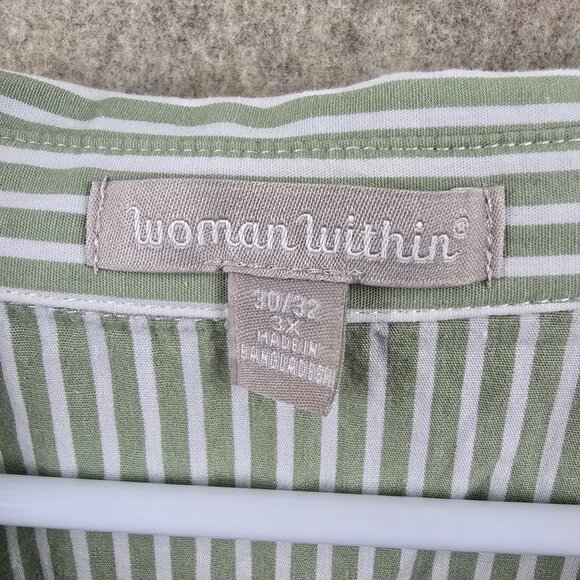 woman within®
30/32
3X
MADE IN
BANGLADESH